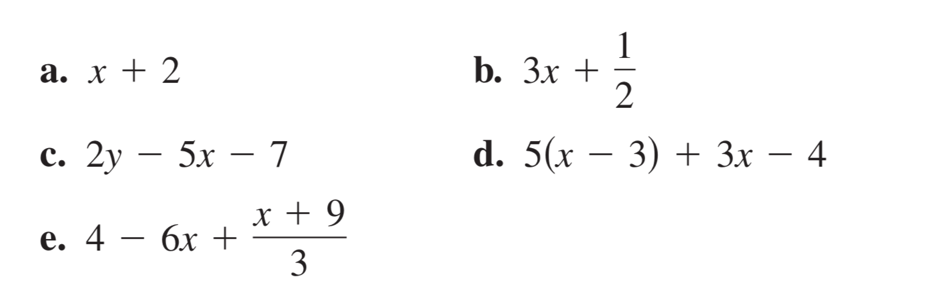 a. x + 2
b. 3x + 1/2
c. 2y − 5x − 7
d. 5(x − 3) + 3x − 4
e. 4 − 6x + (x + 9)/3